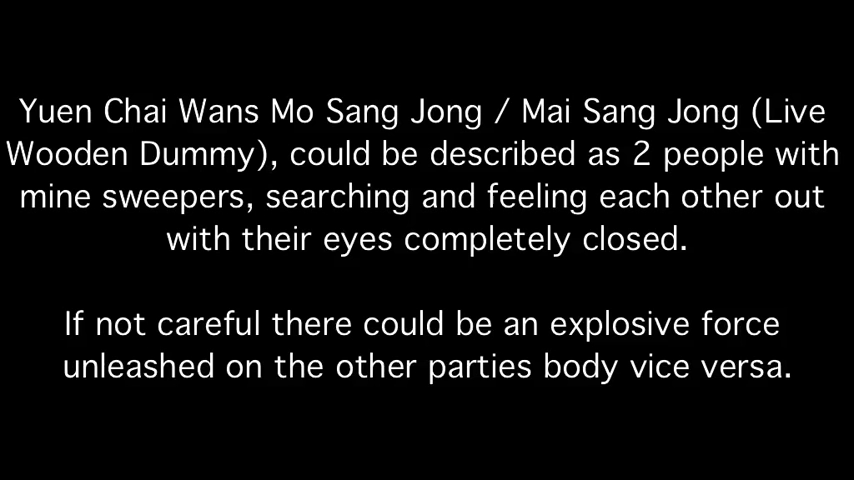 Yuen Chai Wans Mo Sang Jong / Mai Sang Jong (Live
Wooden Dummy), could be described as 2 people with
mine sweepers, searching and feeling each other out
with their eyes completely closed.
If not careful there could be an explosive force
unleashed on the other parties body vice versa.